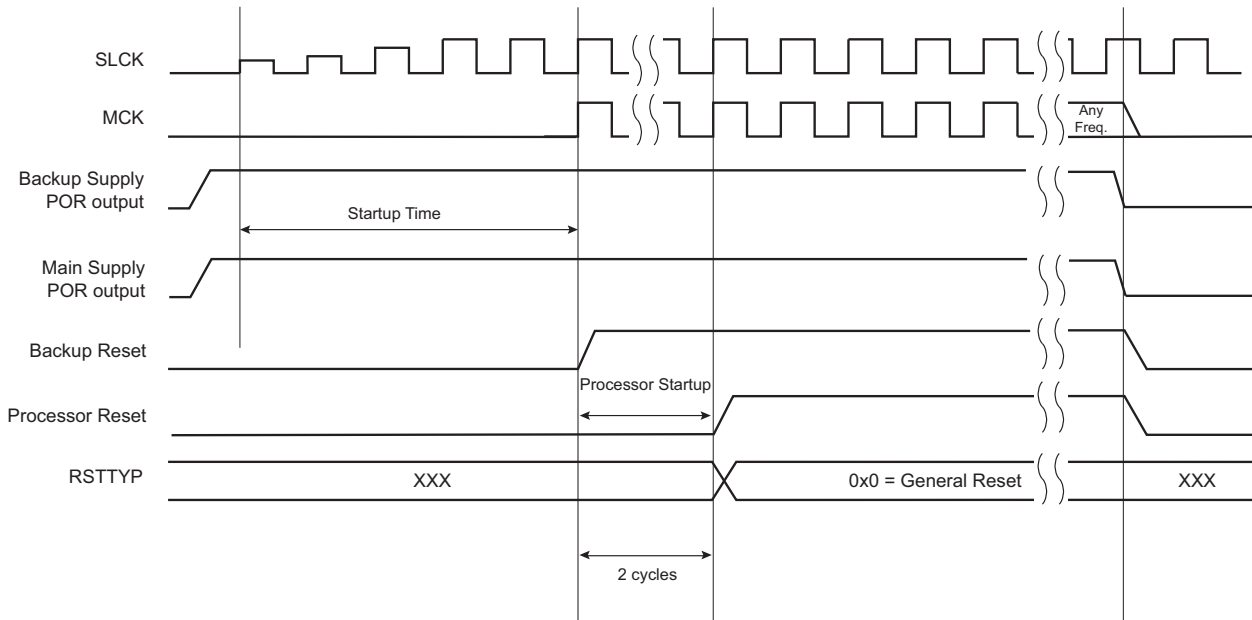 SLCK
MCK
Any
Freq.
Backup Supply
POR output
Startup Time
Main Supply
POR output
Backup Reset
Processor Startup
Processor Reset
RSTTYP
XXX
0x0 = General Reset
XXX
2 cycles